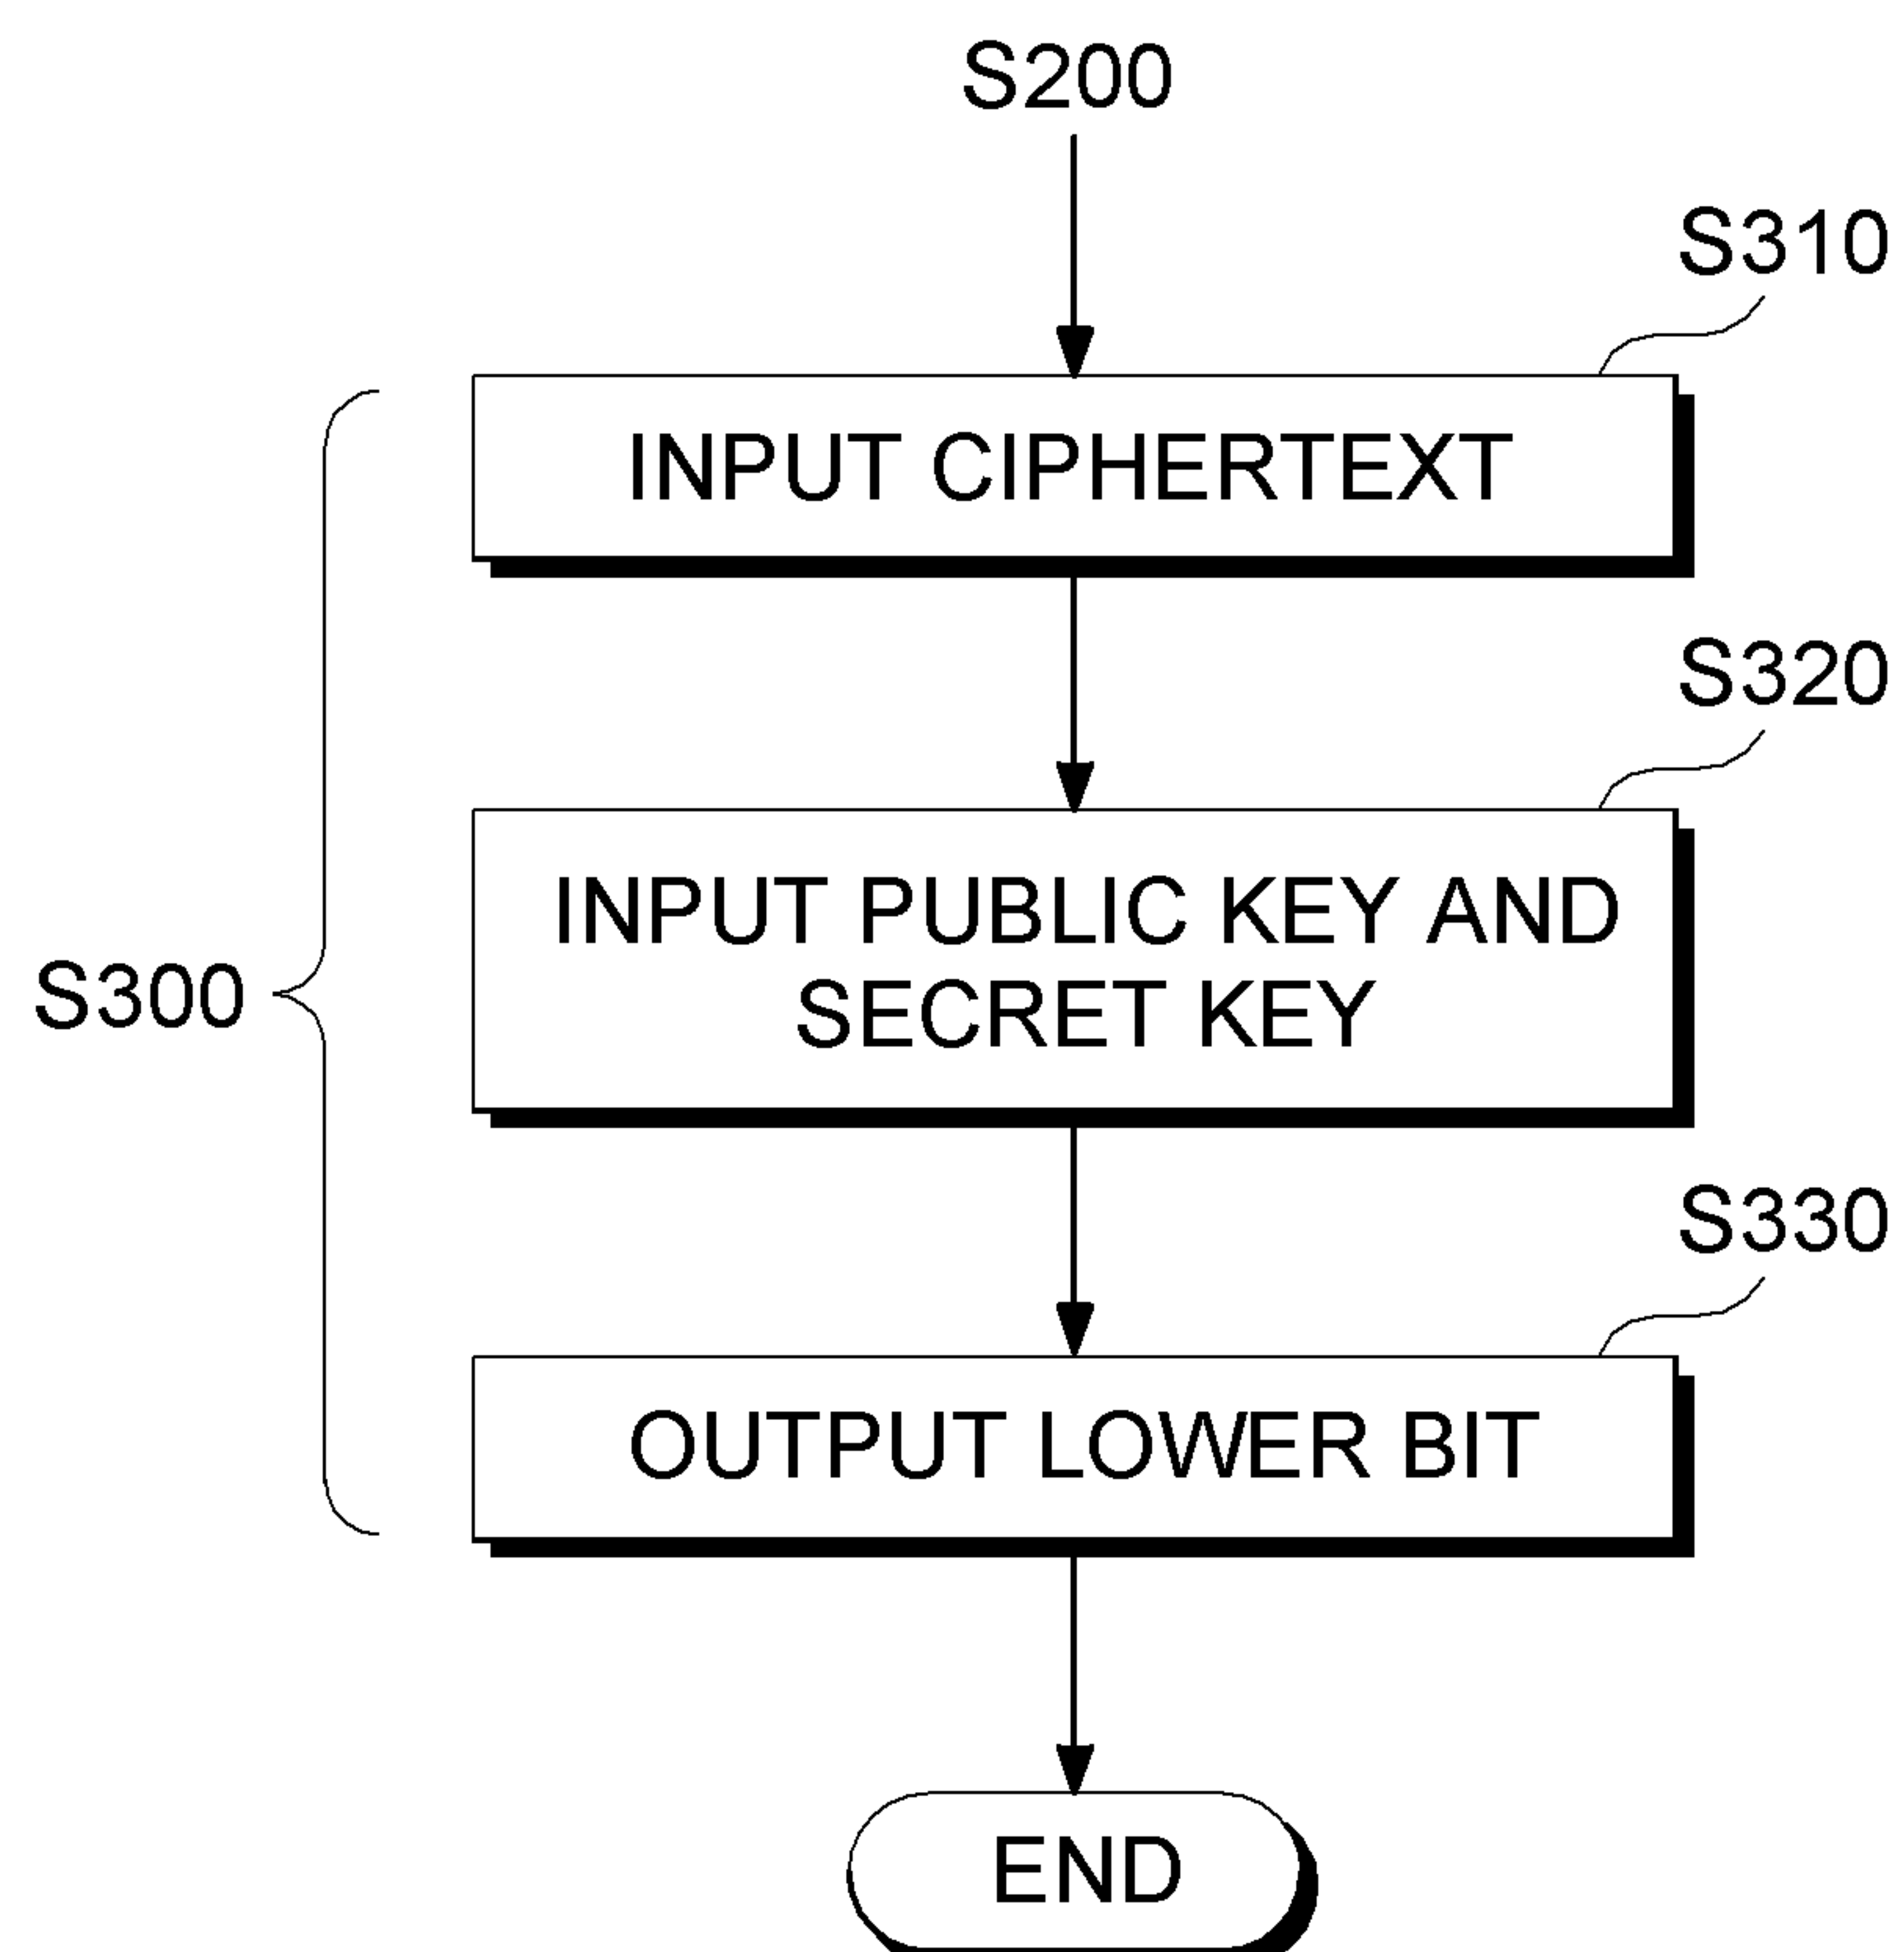 S200
S310
INPUT CIPHERTEXT
S320
INPUT PUBLIC KEY AND
SECRET KEY
S300
S330
OUTPUT LOWER BIT
END